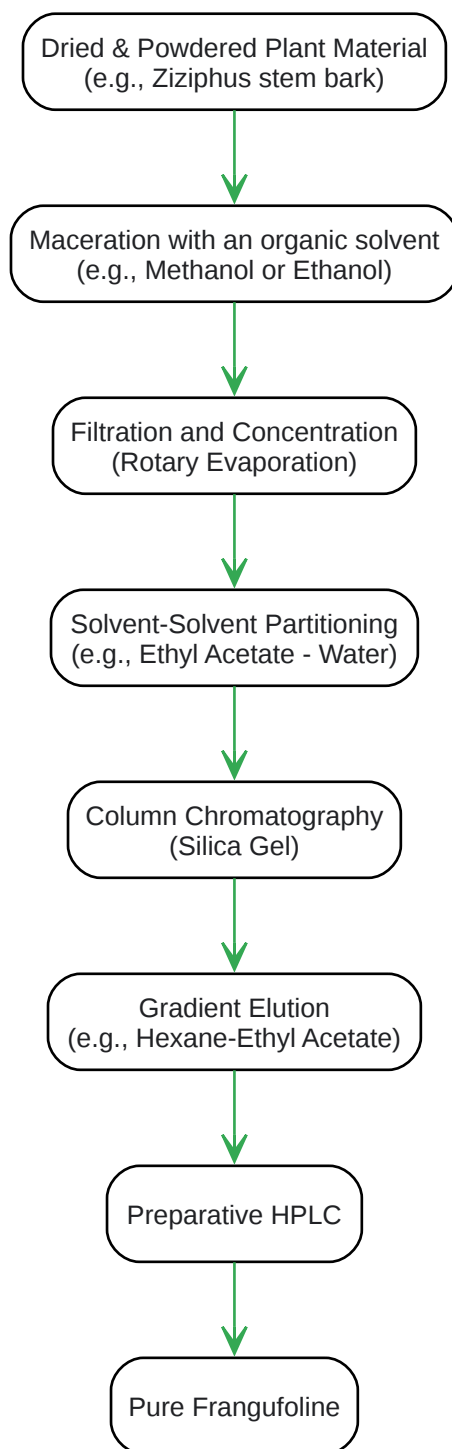 Dried & Powdered Plant Material
(e.g., Ziziphus stem bark)
Maceration with an organic solvent
(e.g., Methanol or Ethanol)
Filtration and Concentration
(Rotary Evaporation)
Solvent-Solvent Partitioning
(e.g., Ethyl Acetate - Water)
Column Chromatography
(Silica Gel)
Gradient Elution
(e.g., Hexane-Ethyl Acetate)
Preparative HPLC
Pure Frangufoline